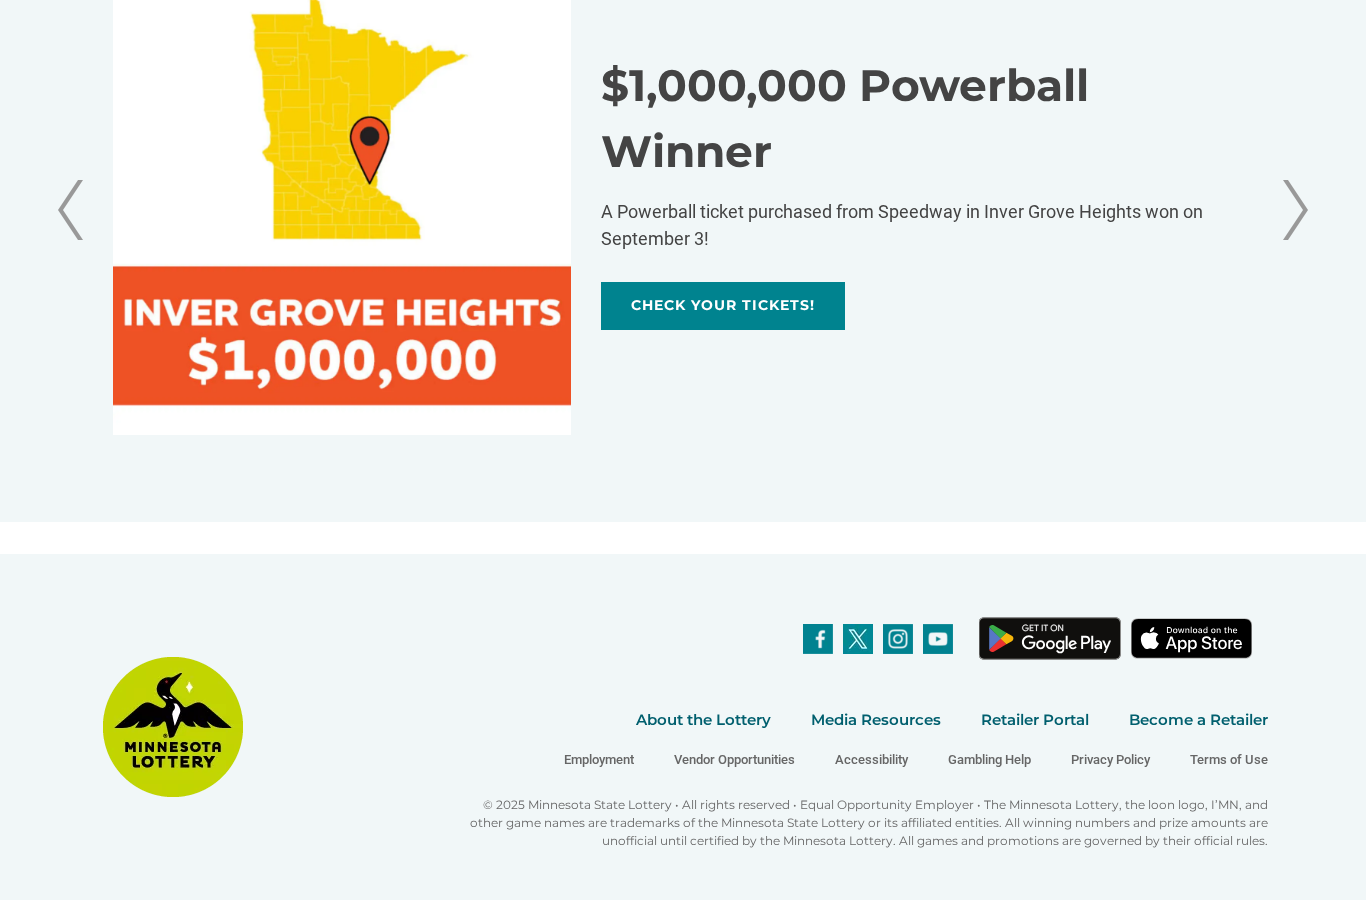 $1,000,000 Powerball
Winner
A Powerball ticket purchased from Speedway in Inver Grove Heights won on
September 3!
CHECK YOUR TICKETS!
INVER GROVE HEIGHTS
$1,000,000
GET IT ON
Google Play
Download on the
App Store
MINNESOTA
LOTTERY
About the Lottery Media Resources Retailer Portal Become a Retailer
Employment Vendor Opportunities Accessibility Gambling Help Privacy Policy Terms of Use
© 2025 Minnesota State Lottery • All rights reserved • Equal Opportunity Employer • The Minnesota Lottery, the loon logo, I’MN, and
other game names are trademarks of the Minnesota State Lottery or its affiliated entities. All winning numbers and prize amounts are
unofficial until certified by the Minnesota Lottery. All games and promotions are governed by their official rules.